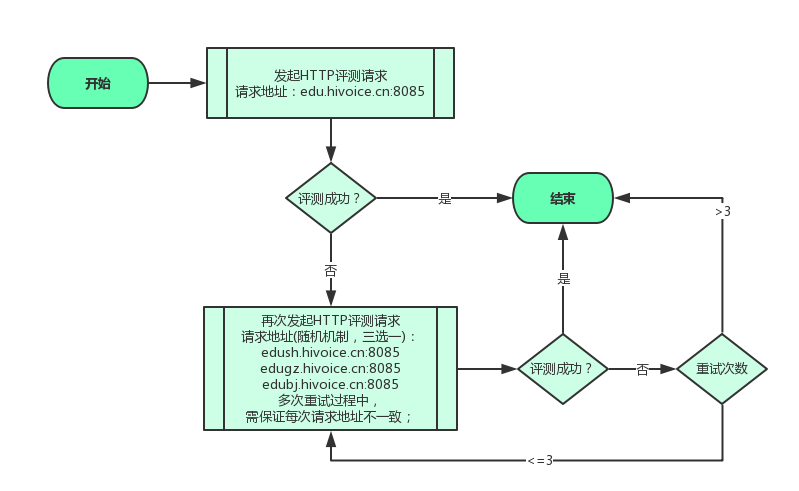 开始
发起HTTP评测请求
请求地址：edu.hivoice.cn:8085
评测成功？
是
结束
>3
否
是
再次发起HTTP评测请求
请求地址(随机机制，三选一)：
edush.hivoice.cn:8085
edugz.hivoice.cn:8085
edubj.hivoice.cn:8085
多次重试过程中，
需保证每次请求地址不一致；
评测成功？
否
重试次数
<=3